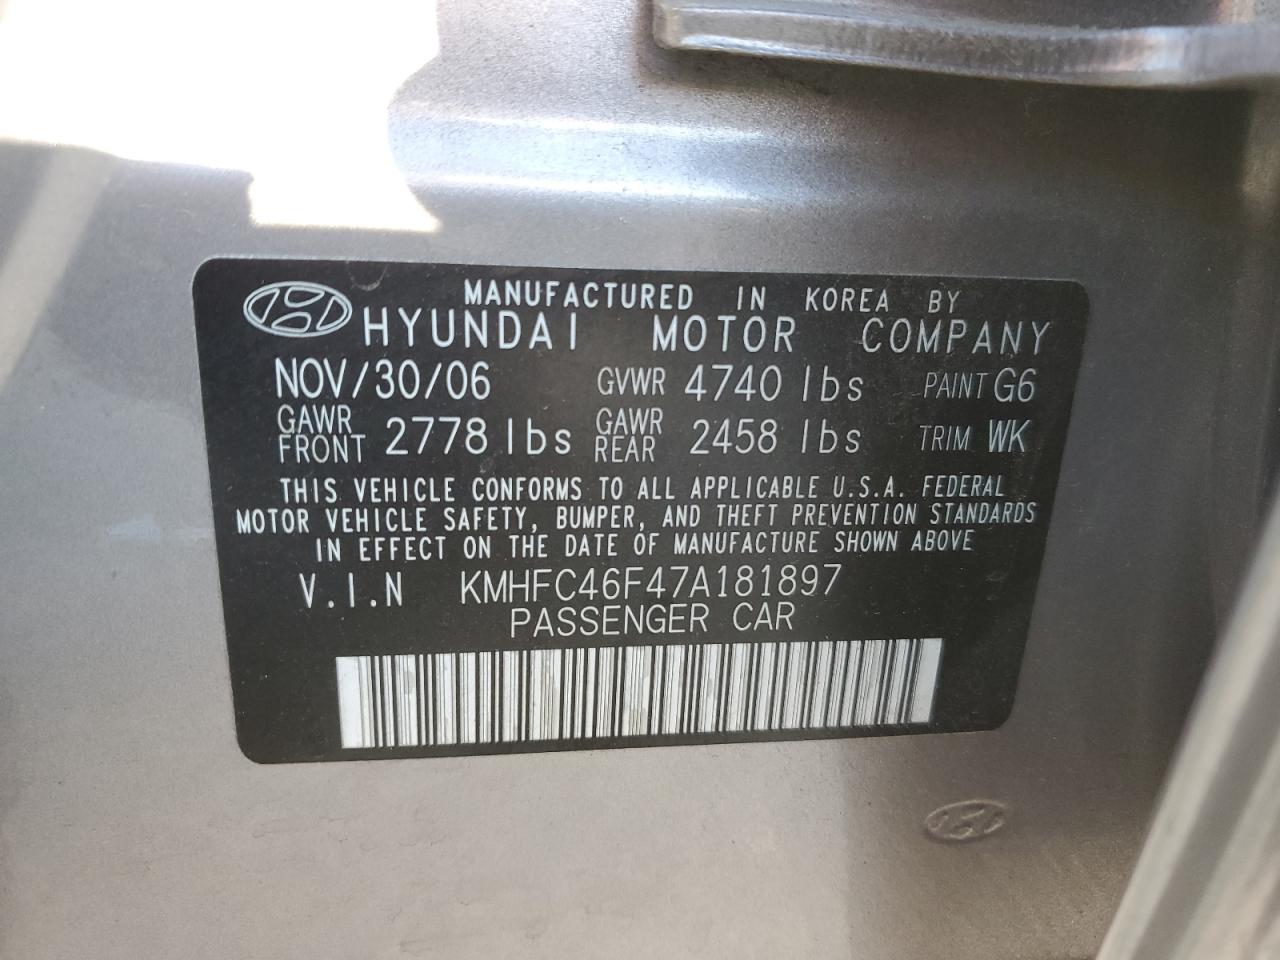 MANUFACTURED IN KOREA BY
HYUNDAI MOTOR COMPANY
NOV/30/06 GVWR 4740 lbs PAINT G6
GAWR FRONT 2778 lbs GAWR REAR 2458 lbs TRIM WK
THIS VEHICLE CONFORMS TO ALL APPLICABLE U.S.A. FEDERAL
MOTOR VEHICLE SAFETY, BUMPER, AND THEFT PREVENTION STANDARDS
IN EFFECT ON THE DATE OF MANUFACTURE SHOWN ABOVE
V.I.N KMHFC46F47A181897
PASSENGER CAR